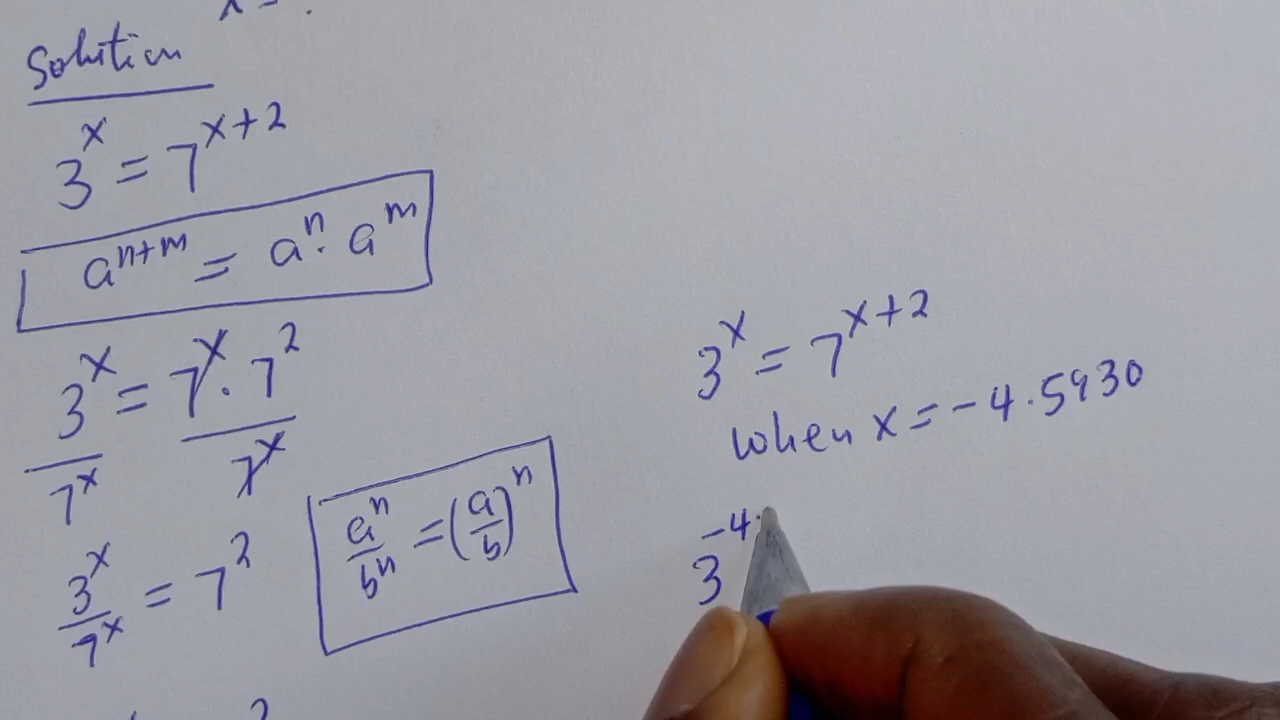 x = ?
Solution
3^x = 7^{x+2}
a^{n+m} = a^n · a^m
3^x/7^x = 7^x · 7^2/7^x
3^x/7^x = 7^2
a^n/b^n = (a/b)^n
2
3^x = 7^{x+2}
when x = -4.5930
3^{-4.